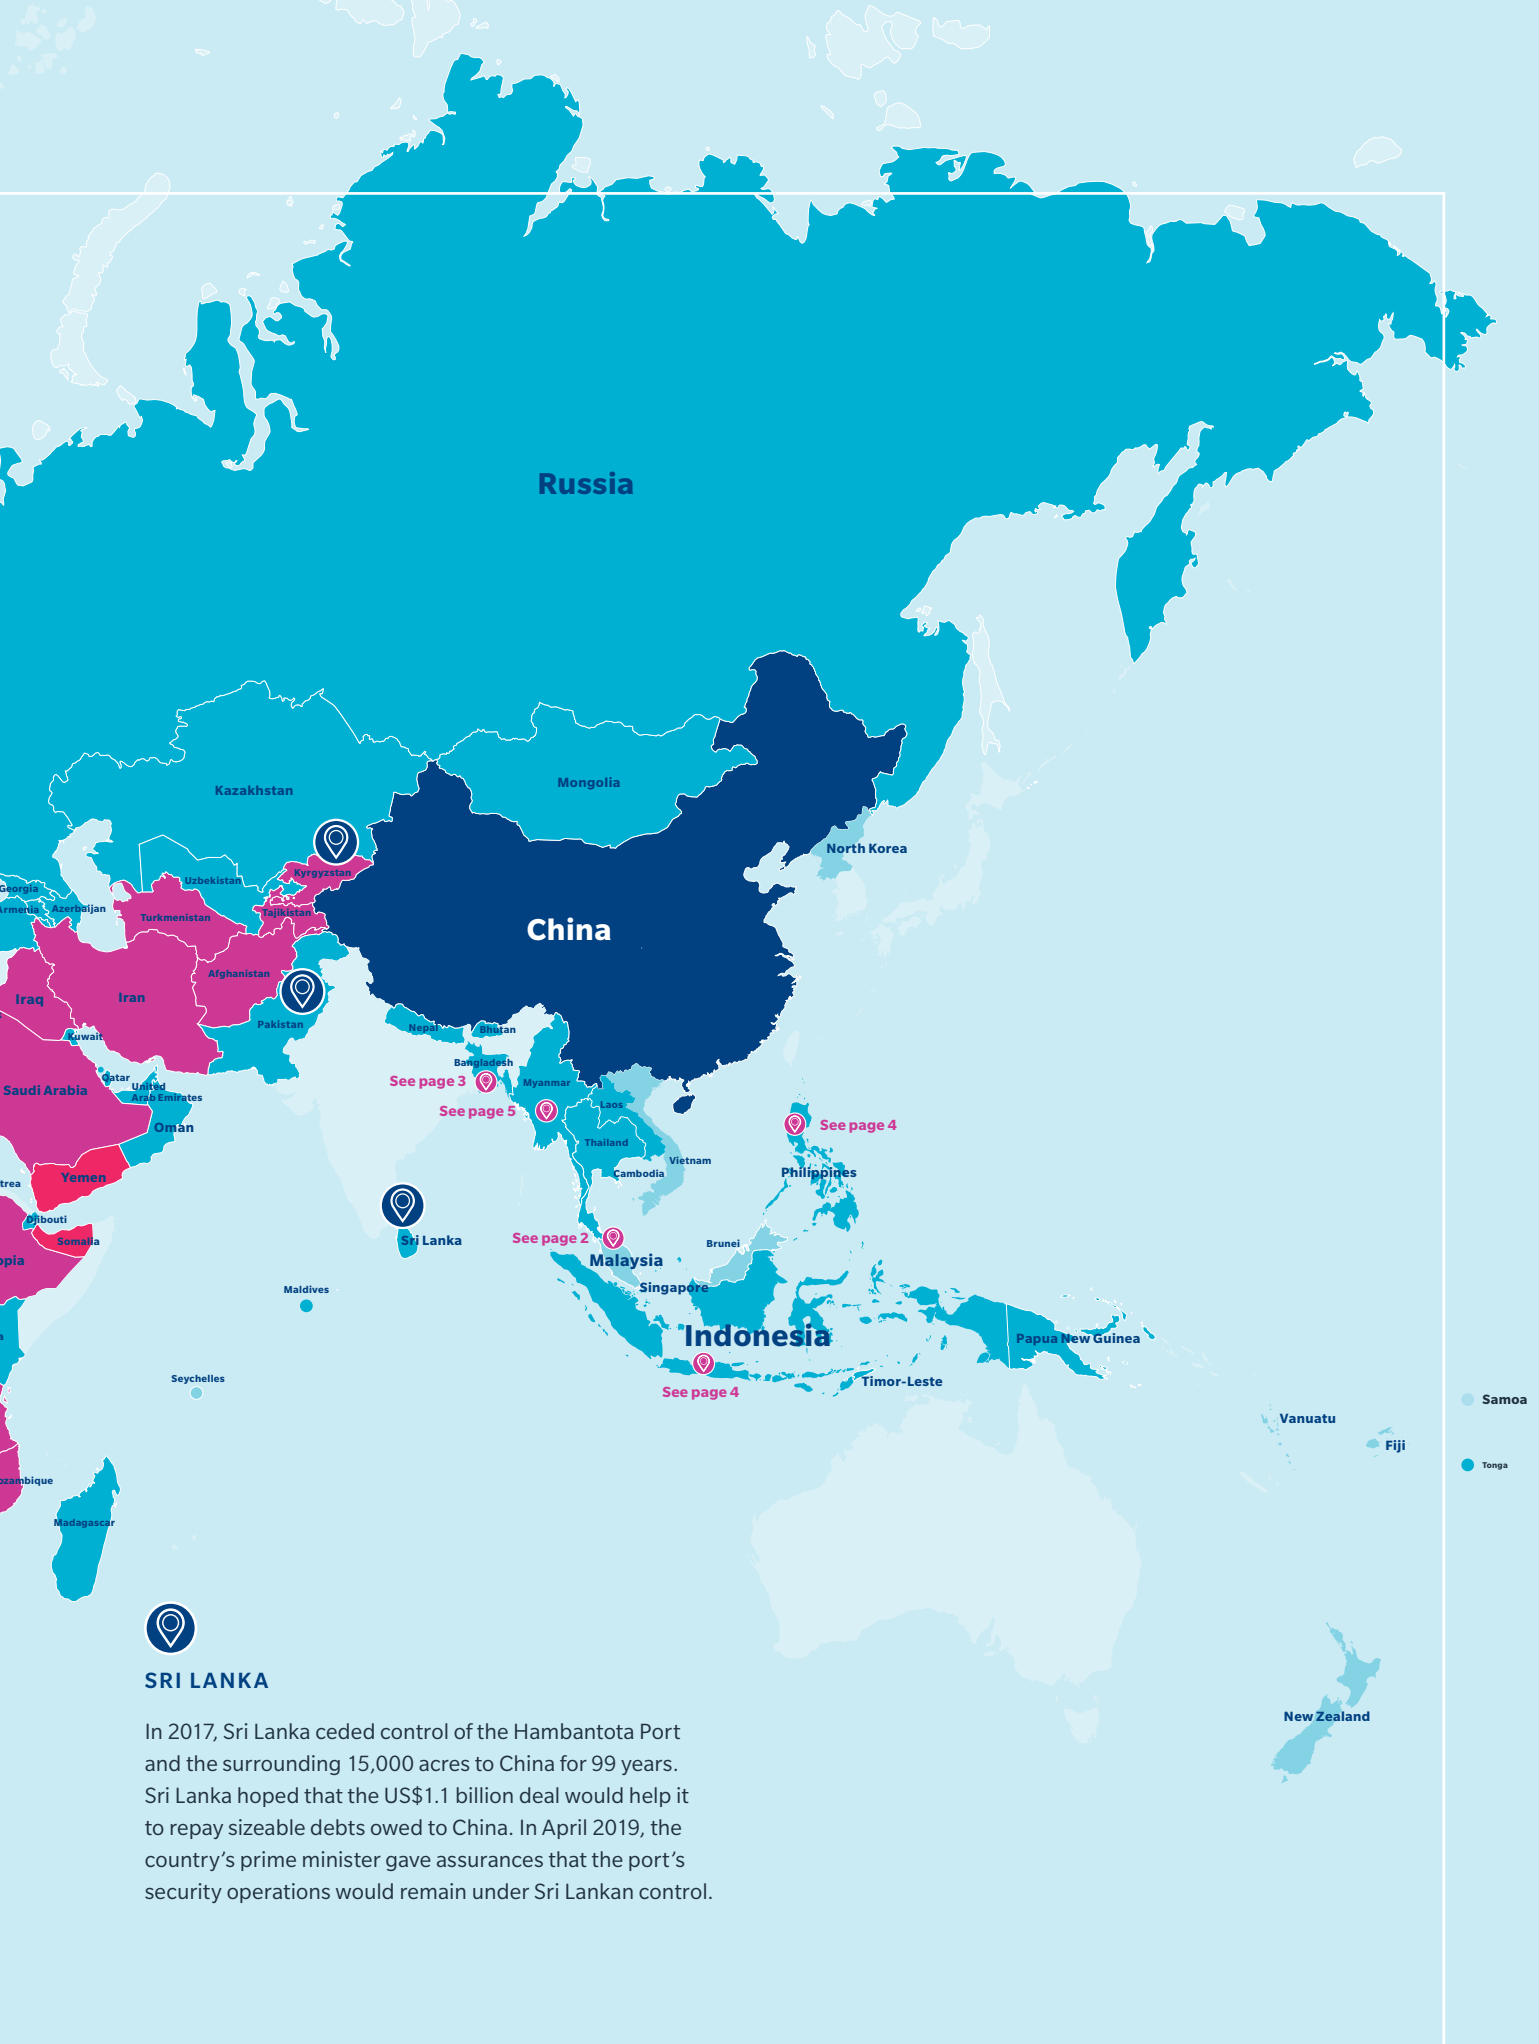 Russia
Kazakhstan
Mongolia
Uzbekistan
Kyrgyzstan
North Korea
Georgia
Armenia
Azerbaijan
Turkmenistan
Tajikistan
China
Afghanistan
Iraq
Iran
Pakistan
Nepal
Bhutan
Kuwait
Bangladesh
Qatar
United
Arab Emirates
Saudi Arabia
See page 3
Myanmar
See page 5
Laos
Oman
See page 4
Thailand
Vietnam
Yemen
Cambodia
Philippines
trea
Djibouti
Somalia
Sri Lanka
See page 2
Brunei
opia
Malaysia
Singapore
Maldives
a
Indonesia
Papua New Guinea
Seychelles
Timor-Leste
See page 4
Samoa
Vanuatu
Fiji
Tonga
ozambique
Madagascar
New Zealand
SRI LANKA
In 2017, Sri Lanka ceded control of the Hambantota Port
and the surrounding 15,000 acres to China for 99 years.
Sri Lanka hoped that the US$1.1 billion deal would help it
to repay sizeable debts owed to China. In April 2019, the
country’s prime minister gave assurances that the port’s
security operations would remain under Sri Lankan control.